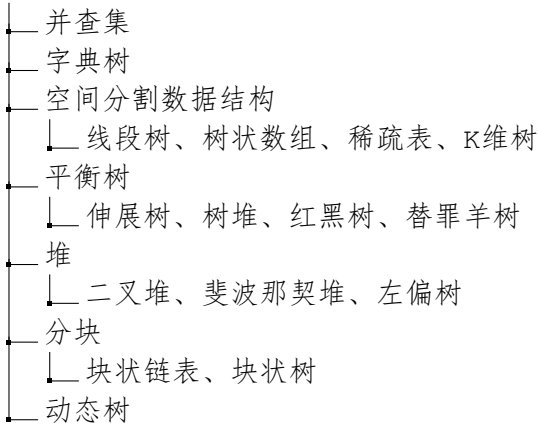 并查集
字典树
空间分割数据结构
线段树、树状数组、稀疏表、K维树
平衡树
伸展树、树堆、红黑树、替罪羊树
堆
二叉堆、斐波那契堆、左偏树
分块
块状链表、块状树
动态树